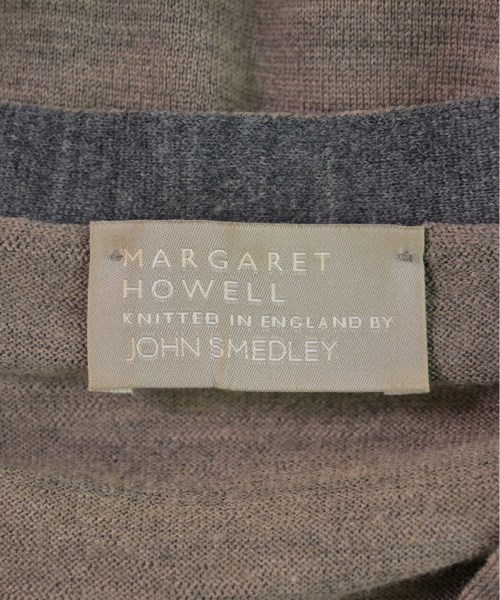 MARGARET
HOWELL
KNITTED IN ENGLAND BY
JOHN SMEDLEY